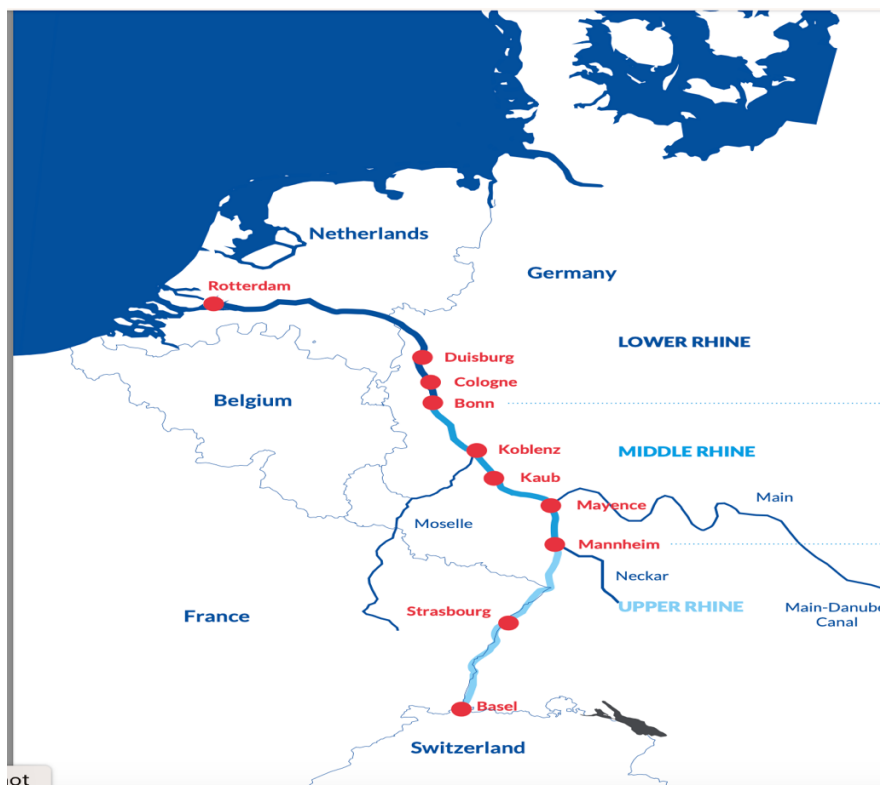 Netherlands
Germany
Rotterdam
LOWER RHINE
Duisburg
Cologne
Belgium
Bonn
Koblenz
MIDDLE RHINE
Kaub
Main
Mayence
Moselle
Mannheim
Neckar
UPPER RHINE
Main-Danube
Canal
Strasbourg
France
Basel
Switzerland
ot